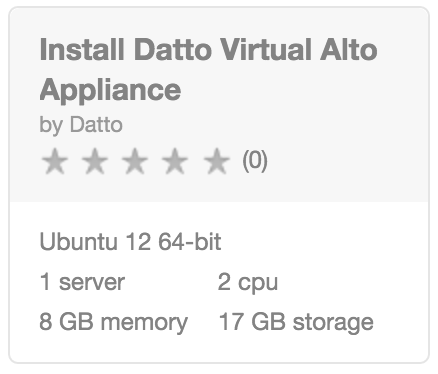 Install Datto Virtual Alto
Appliance
by Datto
(0)
Ubuntu 12 64-bit
1 server 2 cpu
8 GB memory 17 GB storage